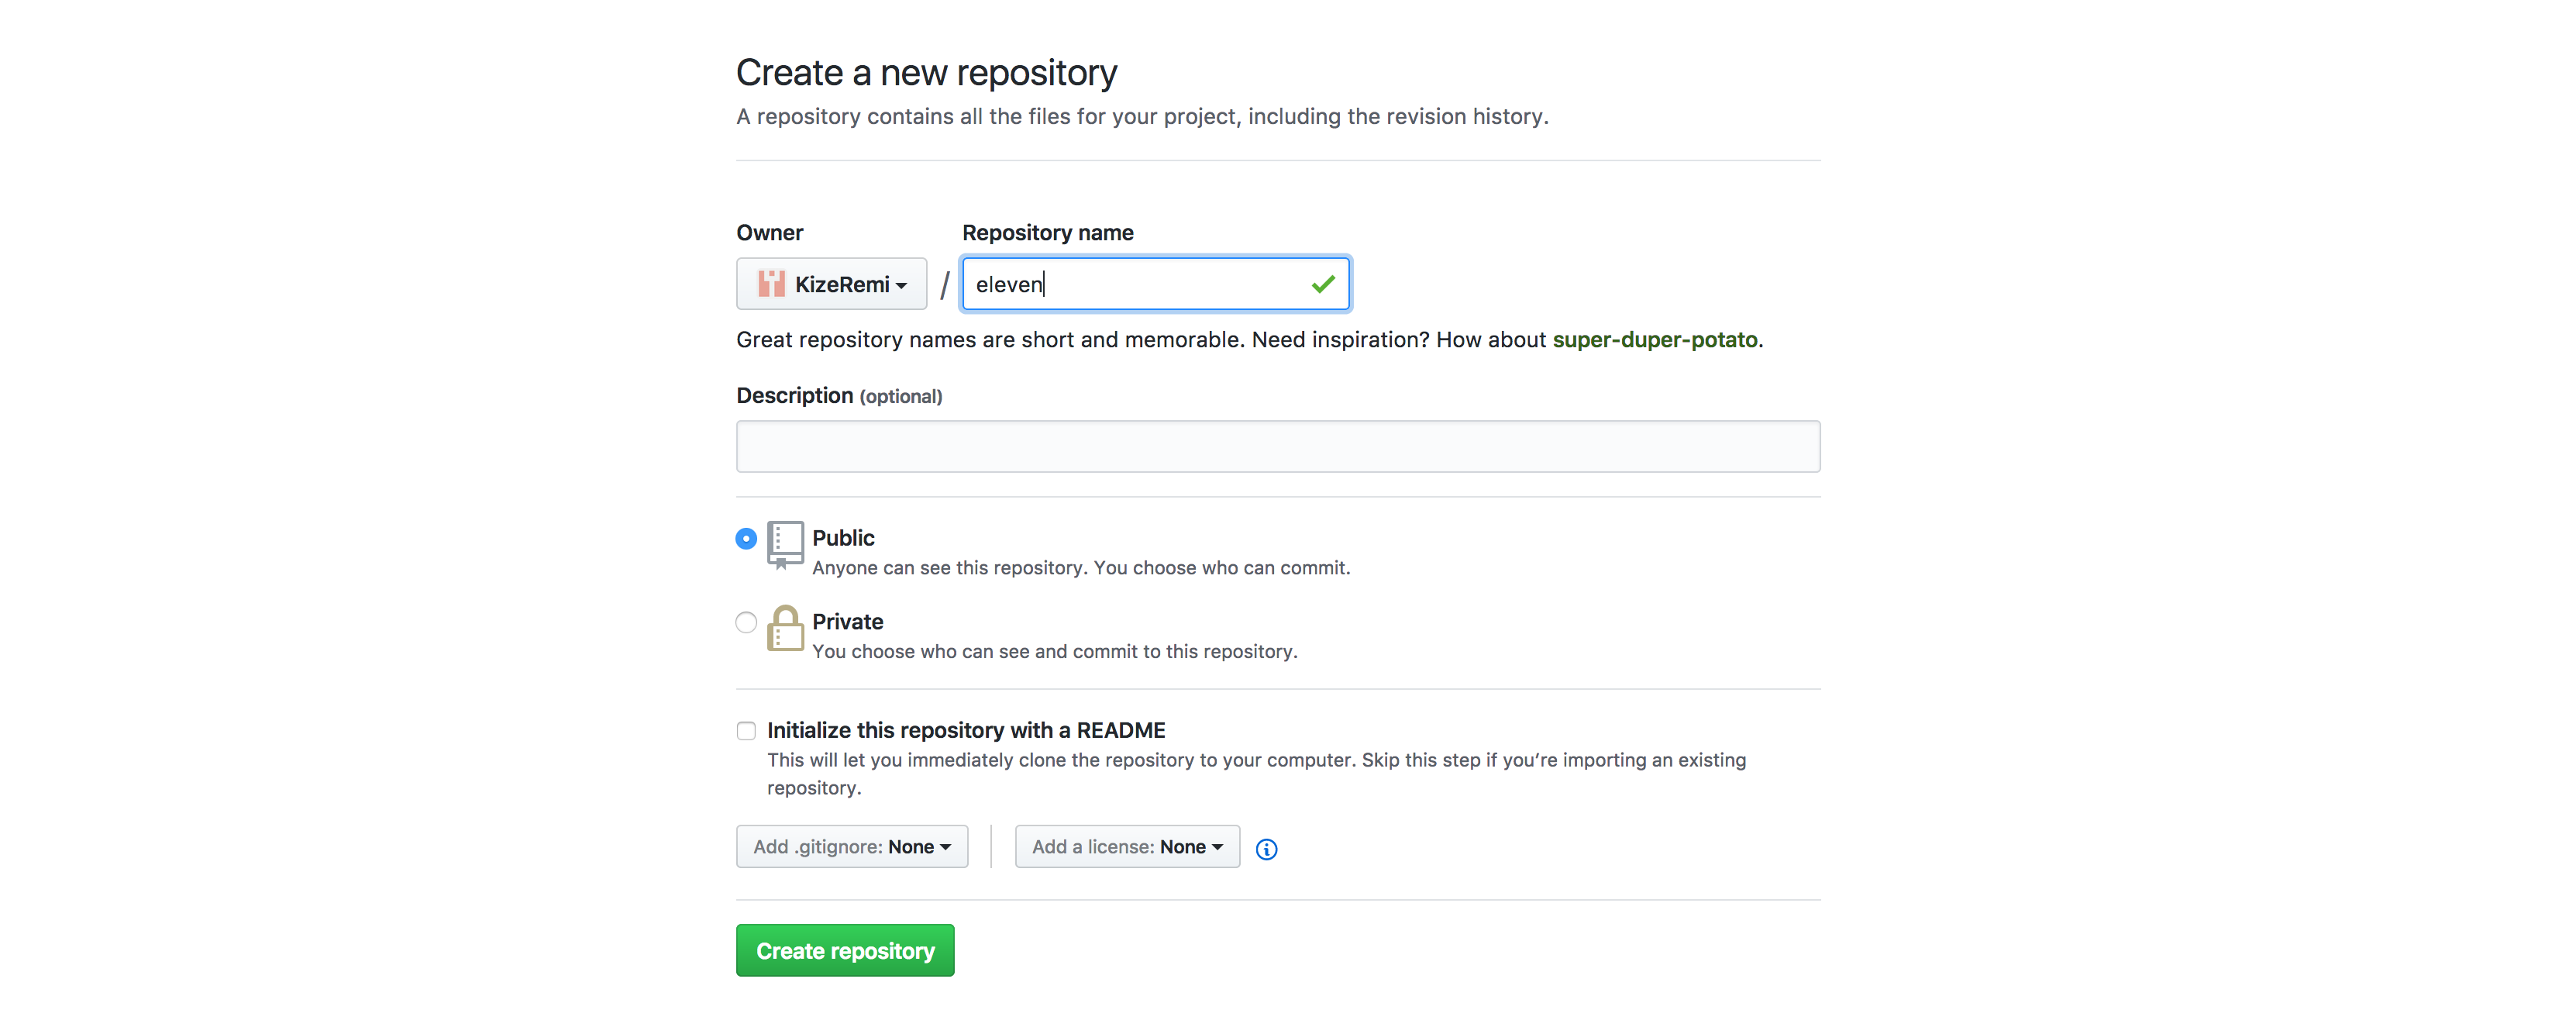 Create a new repository
A repository contains all the files for your project, including the revision history.
Owner
Repository name
KizeRemi / eleven
Great repository names are short and memorable. Need inspiration? How about super-duper-potato.
Description (optional)
Public
Anyone can see this repository. You choose who can commit.
Private
You choose who can see and commit to this repository.
Initialize this repository with a README
This will let you immediately clone the repository to your computer. Skip this step if you’re importing an existing
repository.
Add .gitignore: None
Add a license: None
Create repository